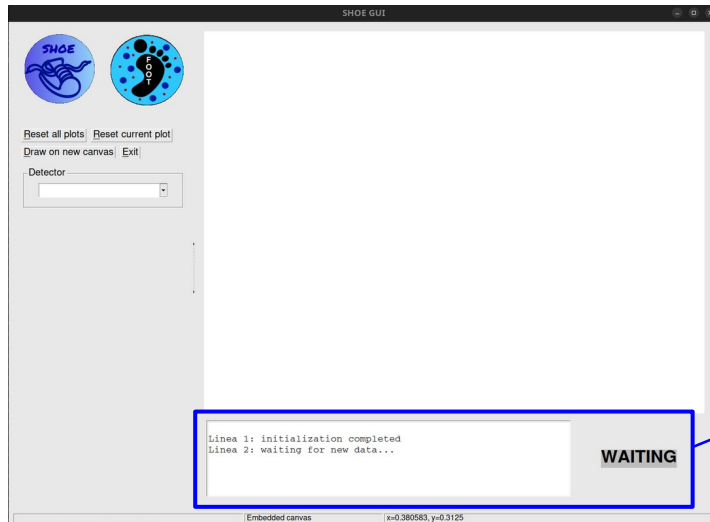 SHOE GUI
SHOE
FOOT
Reset all plots Reset current plot
Draw on new canvas Exit
Detector
Linea 1: initialization completed
Linea 2: waiting for new data...
WAITING
Embedded canvas x=0.380583, y=0.3125